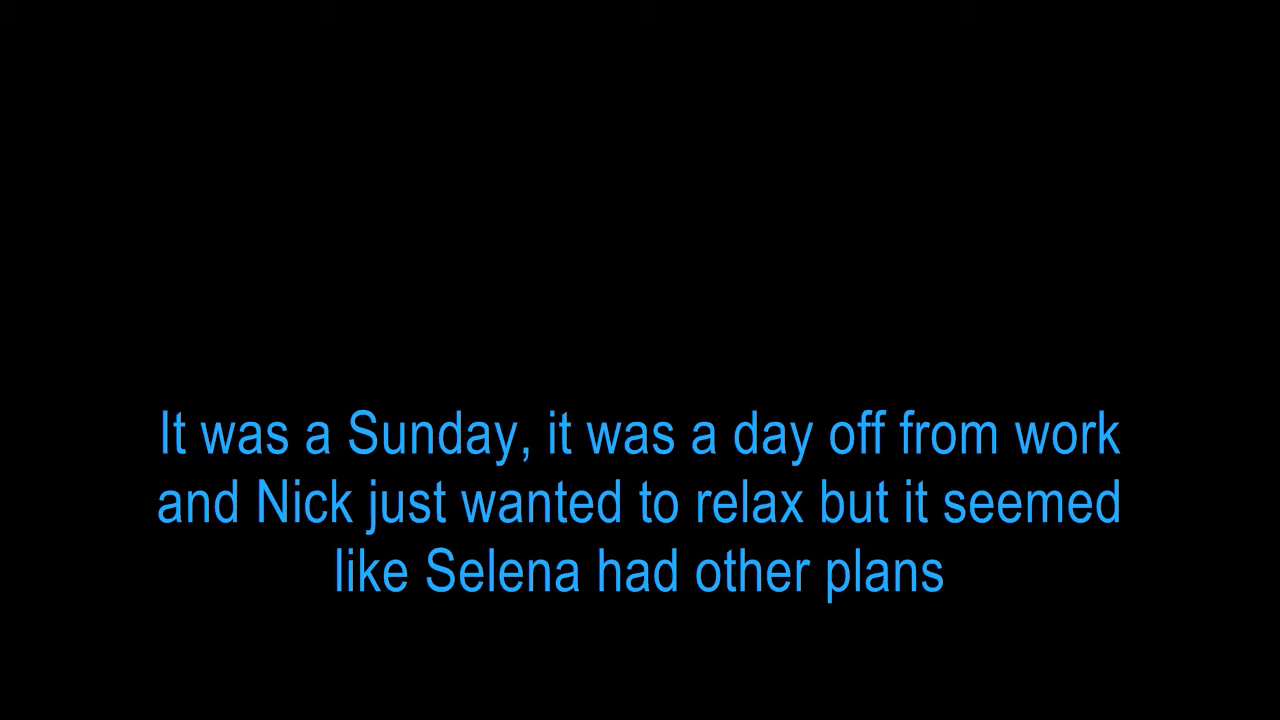 It was a Sunday, it was a day off from work
and Nick just wanted to relax but it seemed
like Selena had other plans